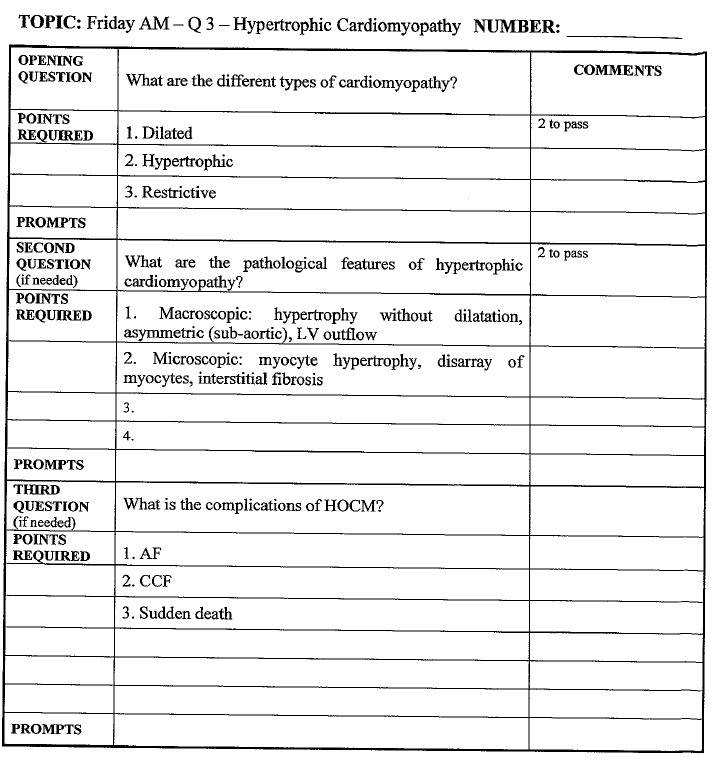 TOPIC: Friday AM – Q 3 – Hypertrophic Cardiomyopathy NUMBER: ____________
OPENING
QUESTION
What are the different types of cardiomyopathy?
COMMENTS
POINTS
REQUIRED
1. Dilated
2 to pass
2. Hypertrophic
3. Restrictive
PROMPTS
SECOND
QUESTION
(if needed)
What are the pathological features of hypertrophic
cardiomyopathy?
2 to pass
POINTS
REQUIRED
1. Macroscopic: hypertrophy without dilatation,
asymmetric (sub-aortic), LV outflow
2. Microscopic: myocyte hypertrophy, disarray of
myocytes, interstitial fibrosis
3.
4.
PROMPTS
THIRD
QUESTION
(if needed)
What is the complications of HOCM?
POINTS
REQUIRED
1. AF
2. CCF
3. Sudden death
PROMPTS